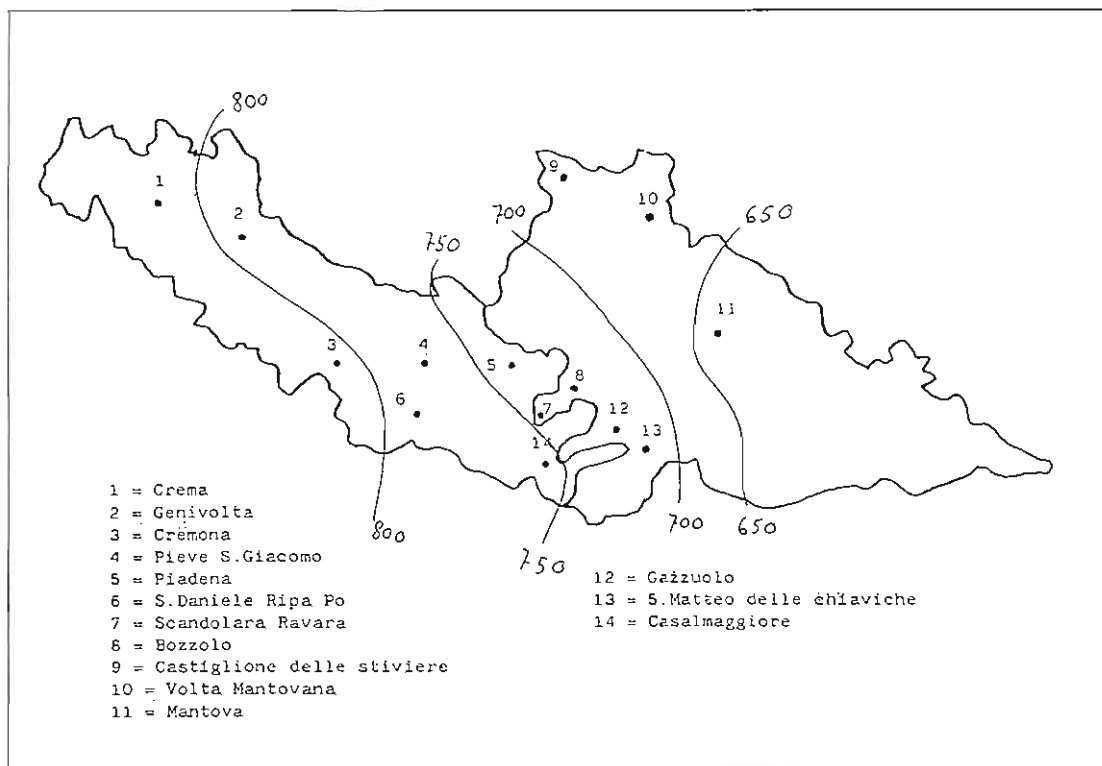 800
9
1
10
2
700
650
750
11
3
4
5
8
6
7
12
14
13
1 = Crema
2 = Genivolta
3 = Cremona
4 = Pieve S.Giacomo
5 = Piadena
6 = S.Daniele Ripa Po
7 = Scandolara Ravara
8 = Bozzolo
9 = Castiglione delle stiviere
10 = Volta Mantovana
11 = Mantova
800
750
700
650
12 = Gazzuolo
13 = S.Matteo delle chiaviche
14 = Casalmaggiore